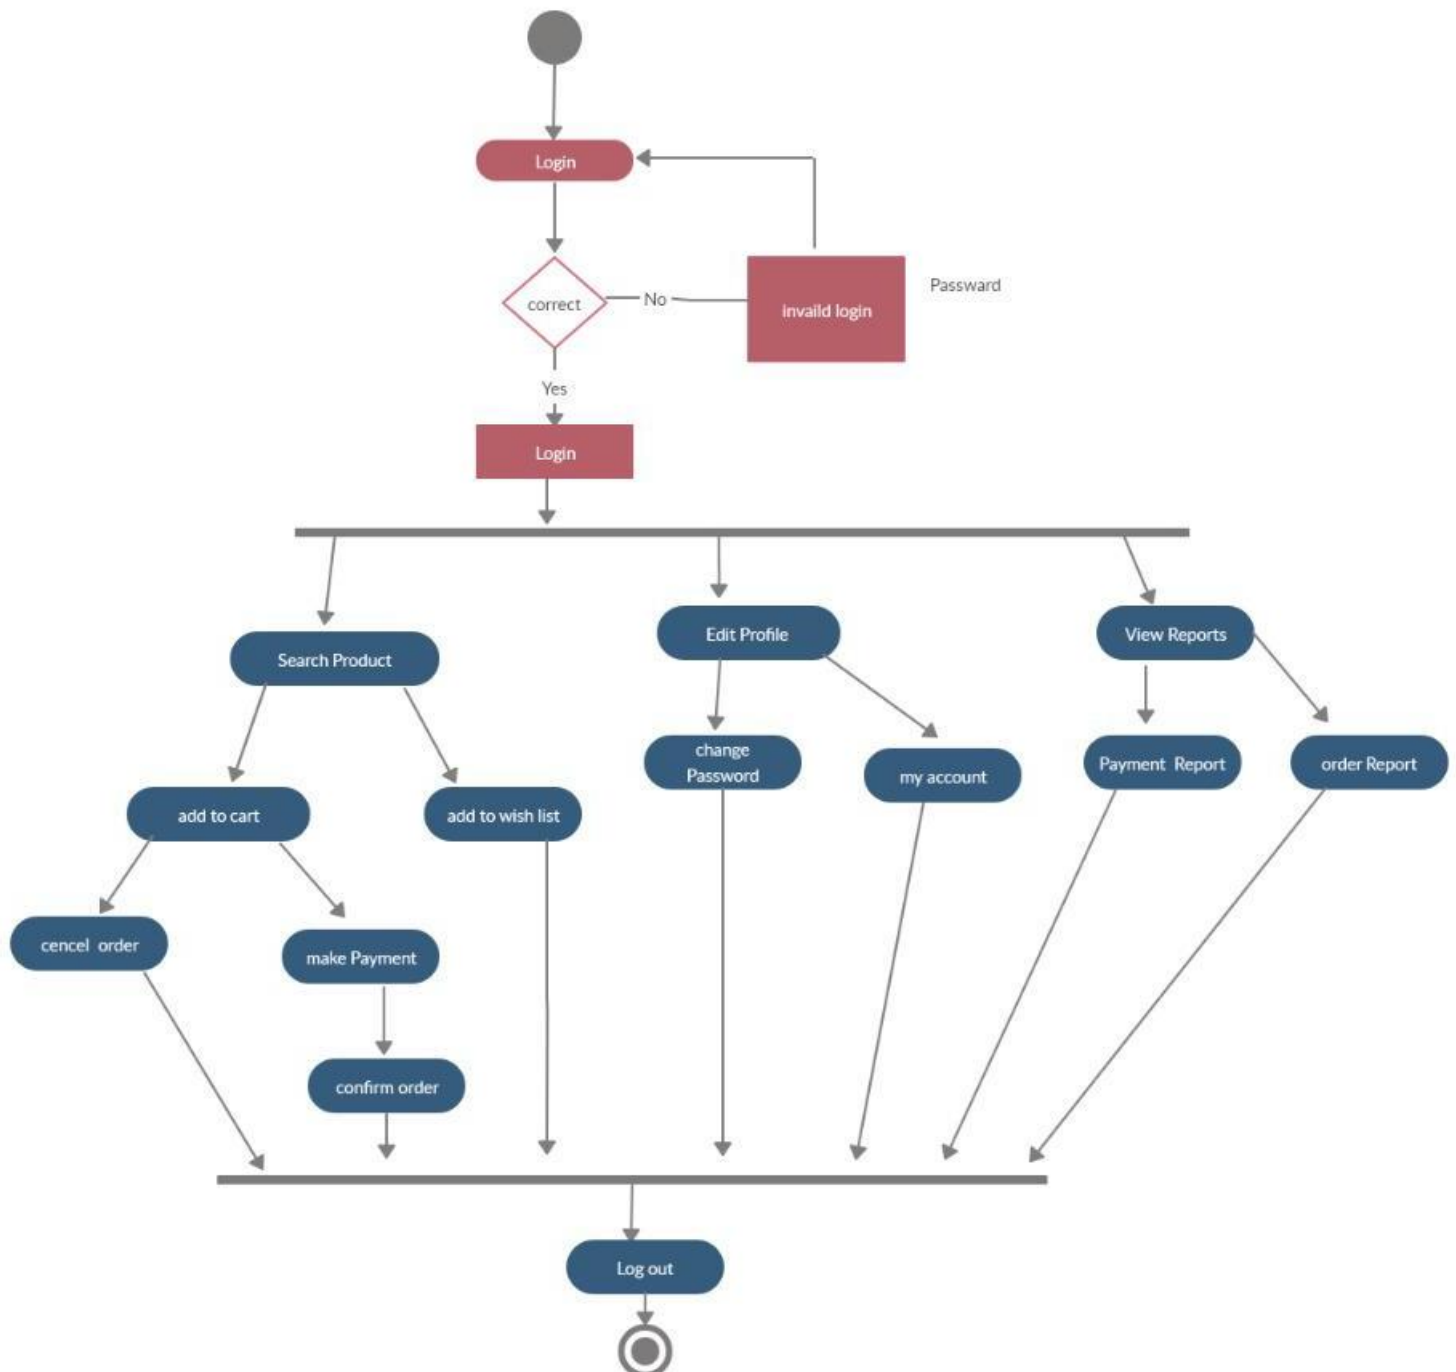 Login
Passward
correct
No
invaild login
Yes
Login
Search Product
Edit Profile
View Reports
change
Password
my account
Payment  Report
order Report
add to cart
add to wish list
cencel  order
make Payment
confirm order
Log out